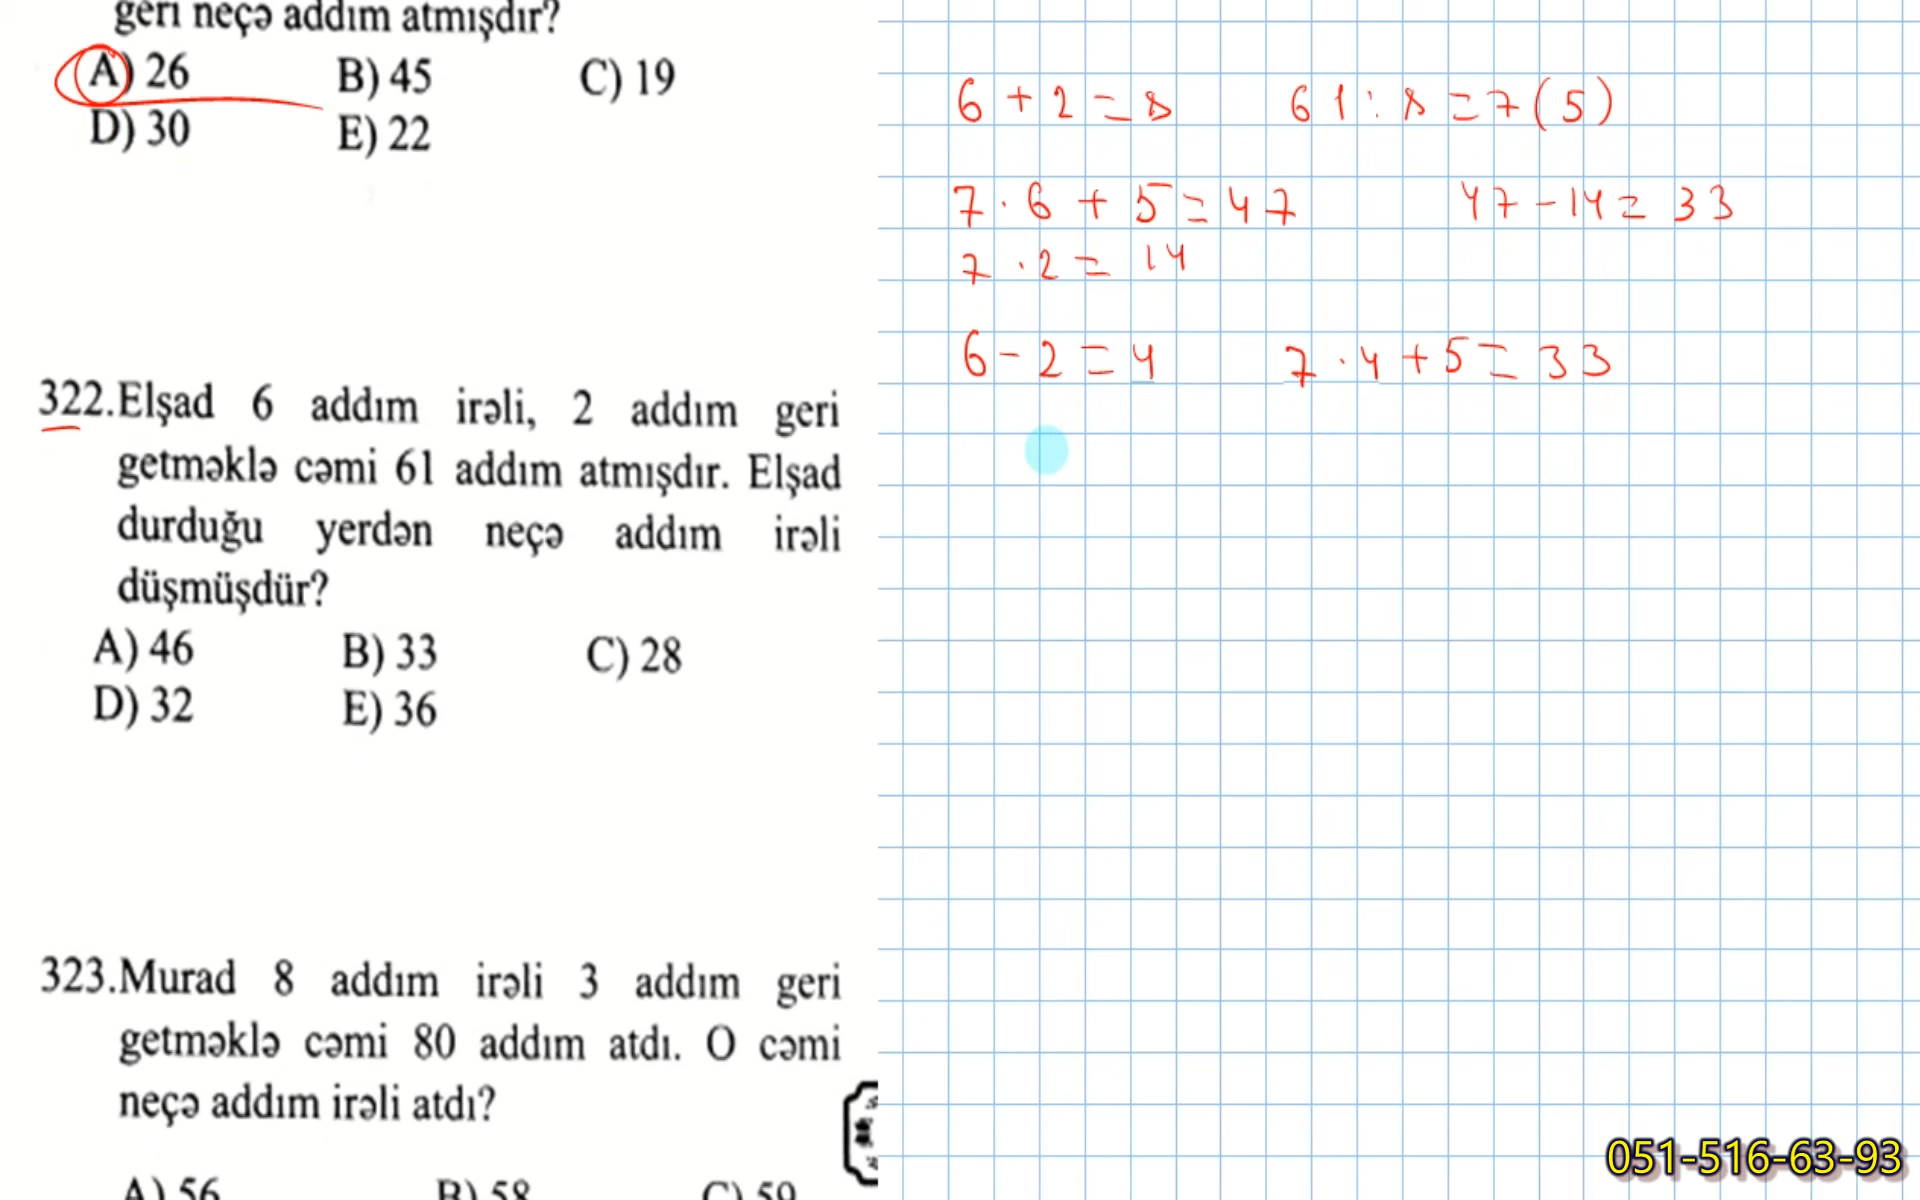 geri neçə addım atmışdır?
A) 26 B) 45 C) 19
D) 30 E) 22
322.Elşad 6 addım irəli, 2 addım geri
getməklə cəmi 61 addım atmışdır. Elşad
durduğu yerdən neçə addım irəli
düşmüşdür?
A) 46 B) 33 C) 28
D) 32 E) 36
323.Murad 8 addım irəli 3 addım geri
getməklə cəmi 80 addım atdı. O cəmi
neçə addım irəli atdı?
A) 56 B) 58 C) 59
6 + 2 = 8 61 : 8 = 7 (5)
7 · 6 + 5 = 47 47 - 14 = 33
7 · 2 = 14
6 - 2 = 4 7 · 4 + 5 = 33
051-516-63-93